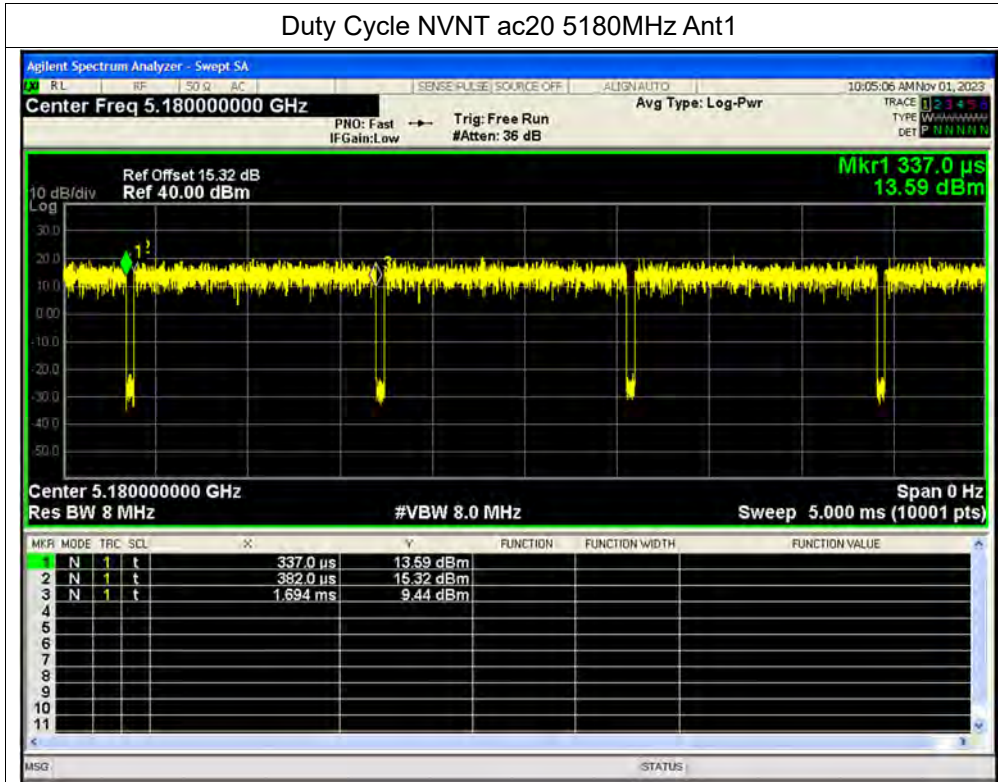 Duty Cycle NVNT ac20 5180MHz Ant1
Agilent Spectrum Analyzer - Swept SA
LXI RL RF 50 Ω AC SENSE:PULSE SOURCE OFF ALIGN AUTO 10:05:06 AM Nov 01, 2023
Center Freq 5.180000000 GHz Avg Type: Log-Pwr TRACE 1 2 3 4 5 6
PNO: Fast Trig: Free Run TYPE
IFGain:Low #Atten: 36 dB DET P N N N N N
Mkr1 337.0 µs
Ref Offset 15.32 dB
10 dB/div Ref 40.00 dBm 13.59 dBm
Log
30.0
1 2
20.0
3
10.0
0.00
-10.0
-20.0
-30.0
-40.0
-50.0
Center 5.180000000 GHz Span 0 Hz
Res BW 8 MHz #VBW 8.0 MHz Sweep 5.000 ms (10001 pts)
MKR MODE TRC SCL X Y FUNCTION FUNCTION WIDTH FUNCTION VALUE
1 N 1 t 337.0 µs 13.59 dBm
2 N 1 t 382.0 µs 15.32 dBm
3 N 1 t 1.694 ms 9.44 dBm
4
5
6
7
8
9
10
11
MSG STATUS